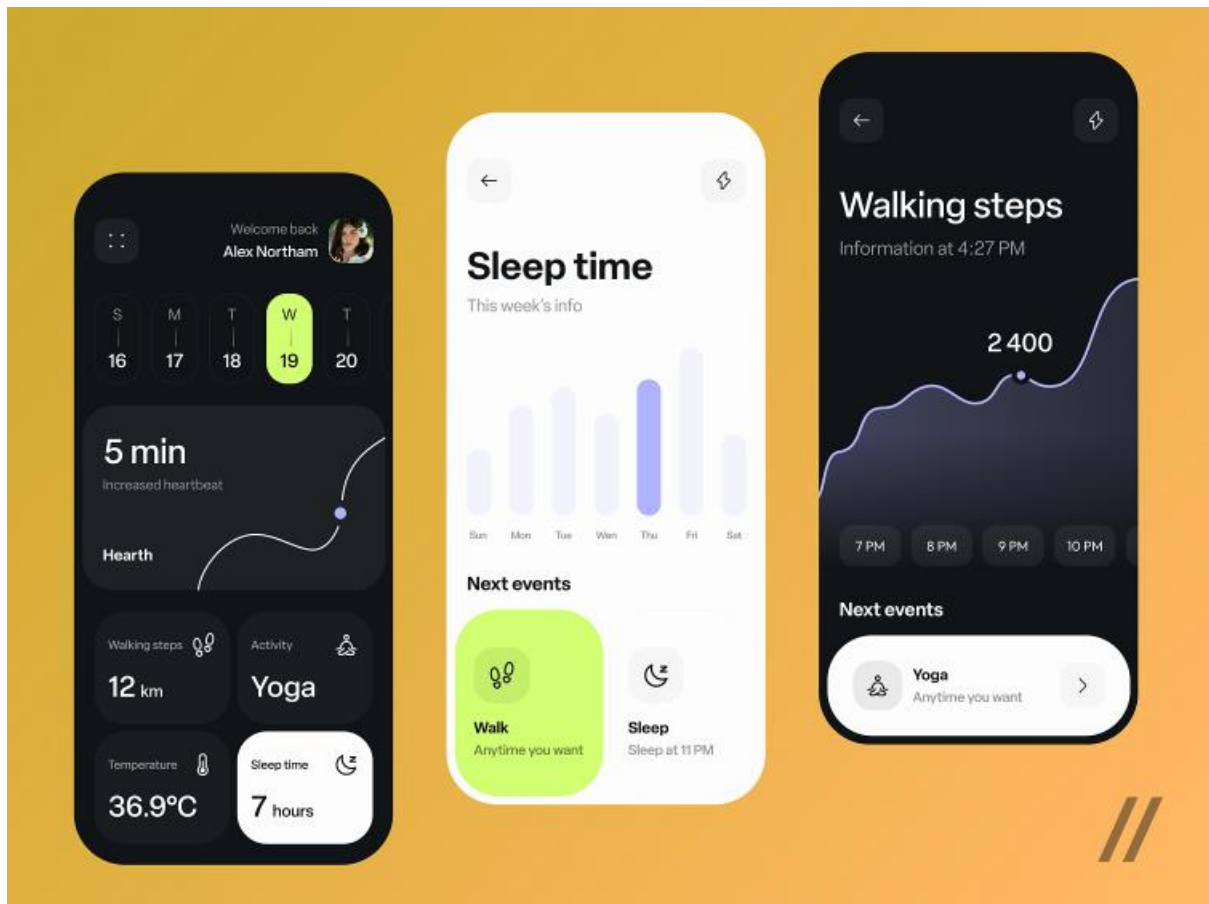 Welcome back
Alex Northam
S M T W T
16 17 18 19 20
5 min
Increased heartbeat
Hearth
Walking steps
12 km
Activity
Yoga
Temperature
36.9°C
Sleep time
7 hours
Sleep time
This week's info
Sun Mon Tue Wen Thu Fri Sat
Next events
Walk
Anytime you want
Sleep
Sleep at 11 PM
Walking steps
Information at 4:27 PM
2 400
7 PM 8 PM 9 PM 10 PM
Next events
Yoga
Anytime you want